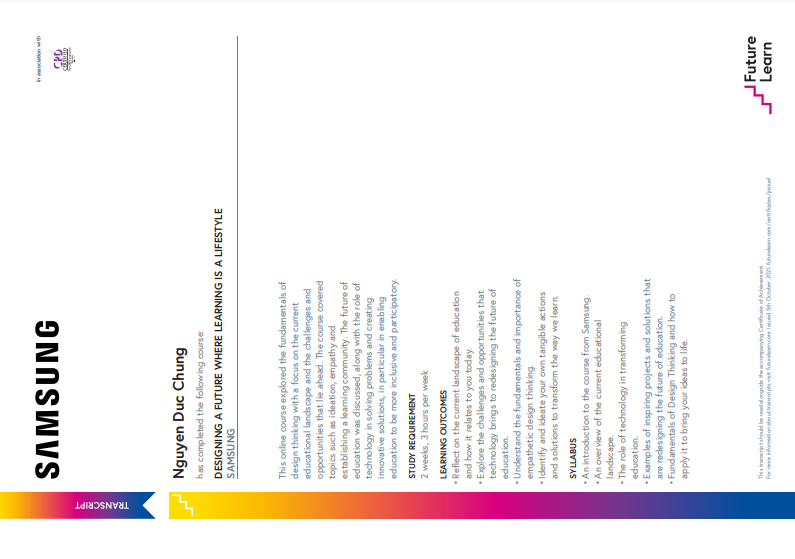 SAMSUNG
In association with
CPD
Nguyen Duc Chung
has completed the following course:
DESIGNING A FUTURE WHERE LEARNING IS A LIFESTYLE
SAMSUNG
This online course explored the fundamentals of
design thinking with a focus on the current
educational landscape and the challenges and
opportunities that lie ahead. The course covered
topics such as ideation, empathy and
establishing a learning community. The future of
education was discussed, along with the role of
technology in solving problems and creating
innovative solutions, in particular in enabling
education to be more inclusive and participatory.
STUDY REQUIREMENT
2 weeks, 3 hours per week
LEARNING OUTCOMES
• Reflect on the current landscape of education
and how it relates to you today.
• Explore the challenges and opportunities that
technology brings to redesigning the future of
education.
• Understand the fundamentals and importance of
empathetic design thinking.
• Identify and ideate your own tangible actions
and solutions to transform the way we learn.
SYLLABUS
• An introduction to the course from Samsung.
• An overview of the current educational
landscape.
• The role of technology in transforming
education.
• Examples of inspiring projects and solutions that
are redesigning the future of education.
• Fundamentals of Design Thinking and how to
apply it to bring your ideas to life.
Future
Learn
This transcript should be read alongside the accompanying Certificate of Achievement.
For more information about transcripts visit futurelearn.com Issued 5th October 2021. futurelearn.com/certificates/
TRANSCRIPT